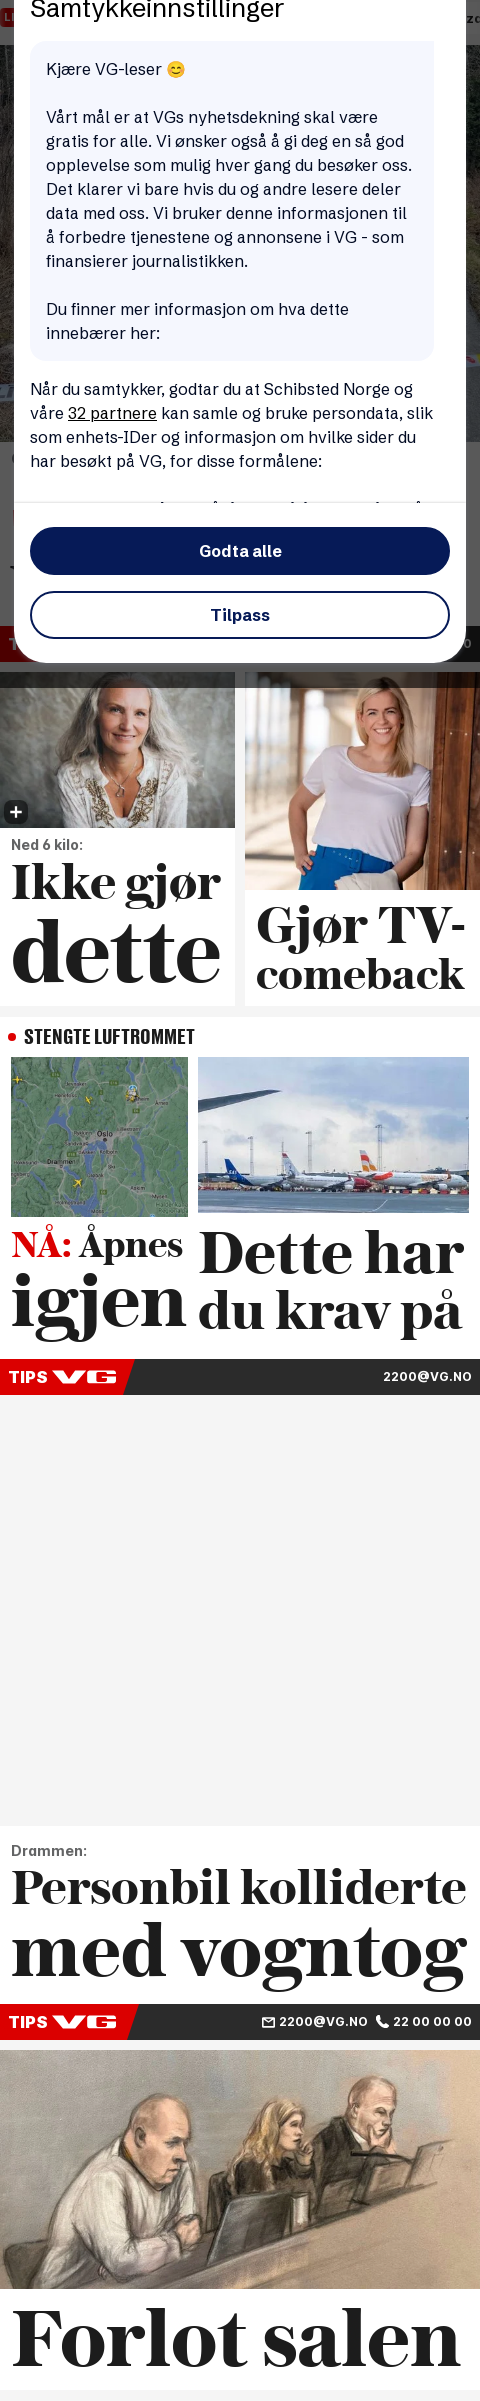 Samtykkeinnstillinger
Kjære VG-leser 😊
Vårt mål er at VGs nyhetsdekning skal være
gratis for alle. Vi ønsker også å gi deg en så god
opplevelse som mulig hver gang du besøker oss.
Det klarer vi bare hvis du og andre lesere deler
data med oss. Vi bruker denne informasjonen til
å forbedre tjenestene og annonsene i VG - som
finansierer journalistikken.
Du finner mer informasjon om hva dette
innebærer her:
Når du samtykker, godtar du at Schibsted Norge og
våre 32 partnere kan samle og bruke persondata, slik
som enhets-IDer og informasjon om hvilke sider du
har besøkt på VG, for disse formålene:
Godta alle
Tilpass
Ned 6 kilo:
Ikke gjør
dette
Gjør TV-
comeback
STENGTE LUFTROMMET
Oslo
Drammen
NÅ: Åpnes
igjen
Dette har
du krav på
TIPS VG 2200@VG.NO
Drammen:
Personbil kolliderte
med vogntog
TIPS VG 2200@VG.NO 22 00 00 00
Forlot salen